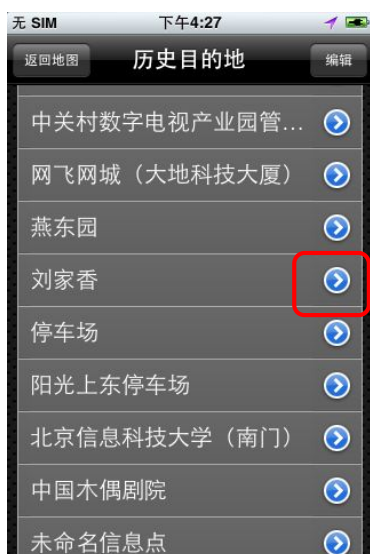 无 SIM 下午4:27
返回地图 历史目的地 编辑
中关村数字电视产业园管...
网飞网城（大地科技大厦）
燕东园
刘家香
停车场
阳光上东停车场
北京信息科技大学（南门）
中国木偶剧院
未命名信息点